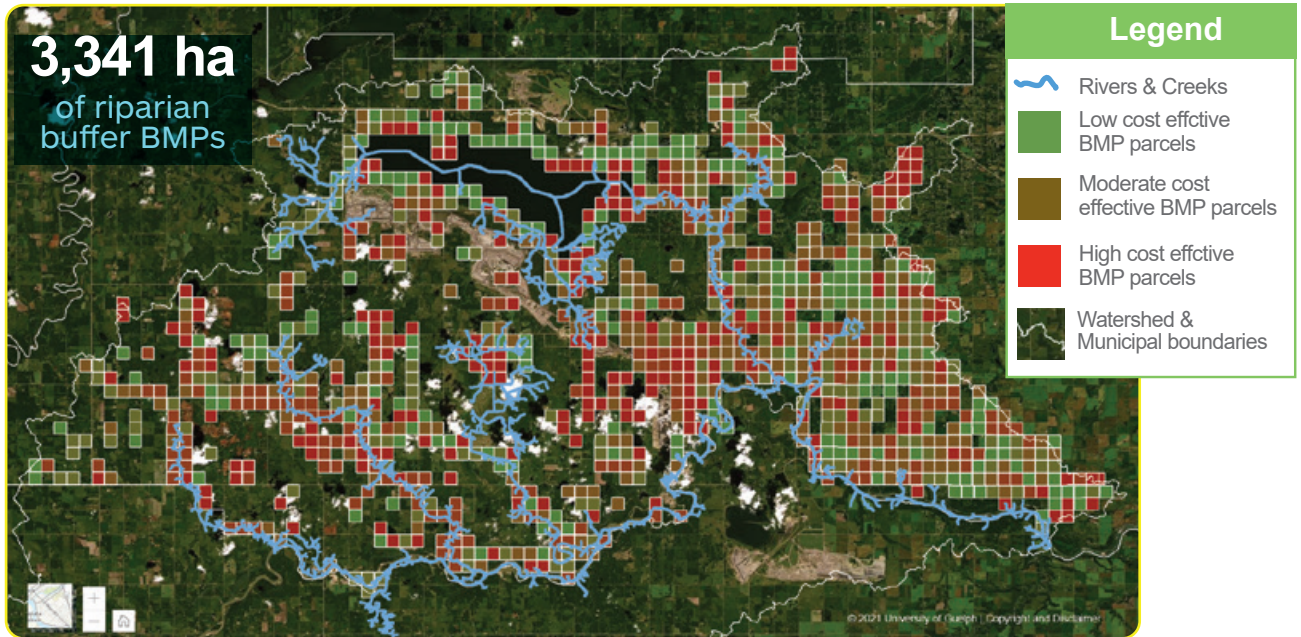 3,341 ha
of riparian
buffer BMPs
Legend
Rivers & Creeks
Low cost effctive
BMP parcels
Moderate cost
effective BMP parcels
High cost effctive
BMP parcels
Watershed &
Municipal boundaries
+
−
© 2021 University of Guelph | Copyright and Disclaimer